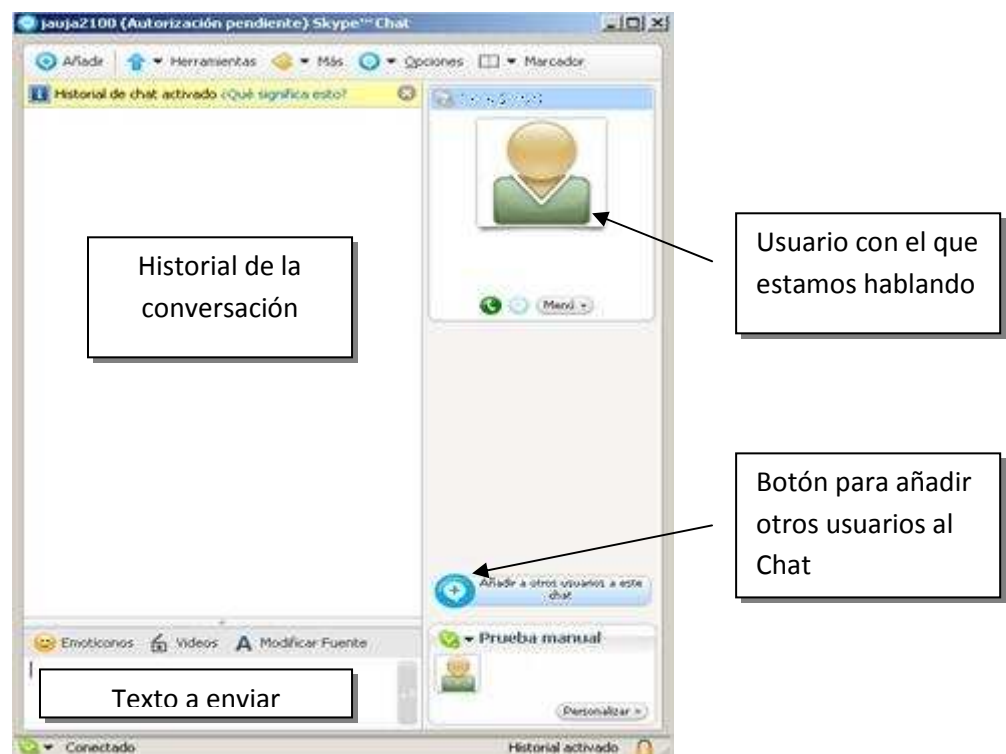 jauja2100 (Autorización pendiente) Skype™ Chat
Añadir Herramientas Más Opciones Marcador
Historial de chat activado ¿Qué significa esto?
Historial de la
conversación
Menú
Usuario con el que
estamos hablando
Botón para añadir
otros usuarios al
Chat
Añadir a otros usuarios a este
chat
Emoticonos Videos A Modificar Fuente
Prueba manual
Texto a enviar
Personalizar
Conectado Historial activado